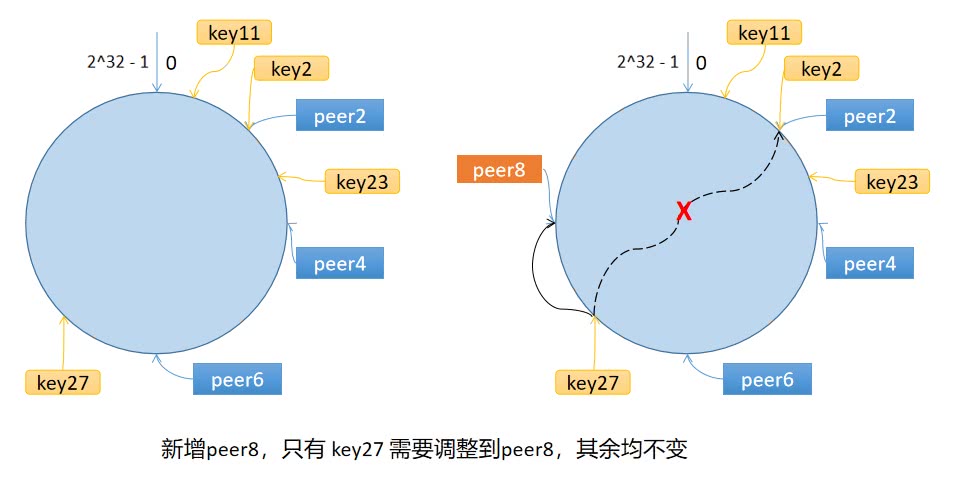 key11
2^32 - 1
0
key2
peer2
key23
peer4
key27
peer6
key11
2^32 - 1
0
key2
peer2
peer8
key23
X
peer4
key27
peer6
新增peer8，只有 key27 需要调整到peer8，其余均不变